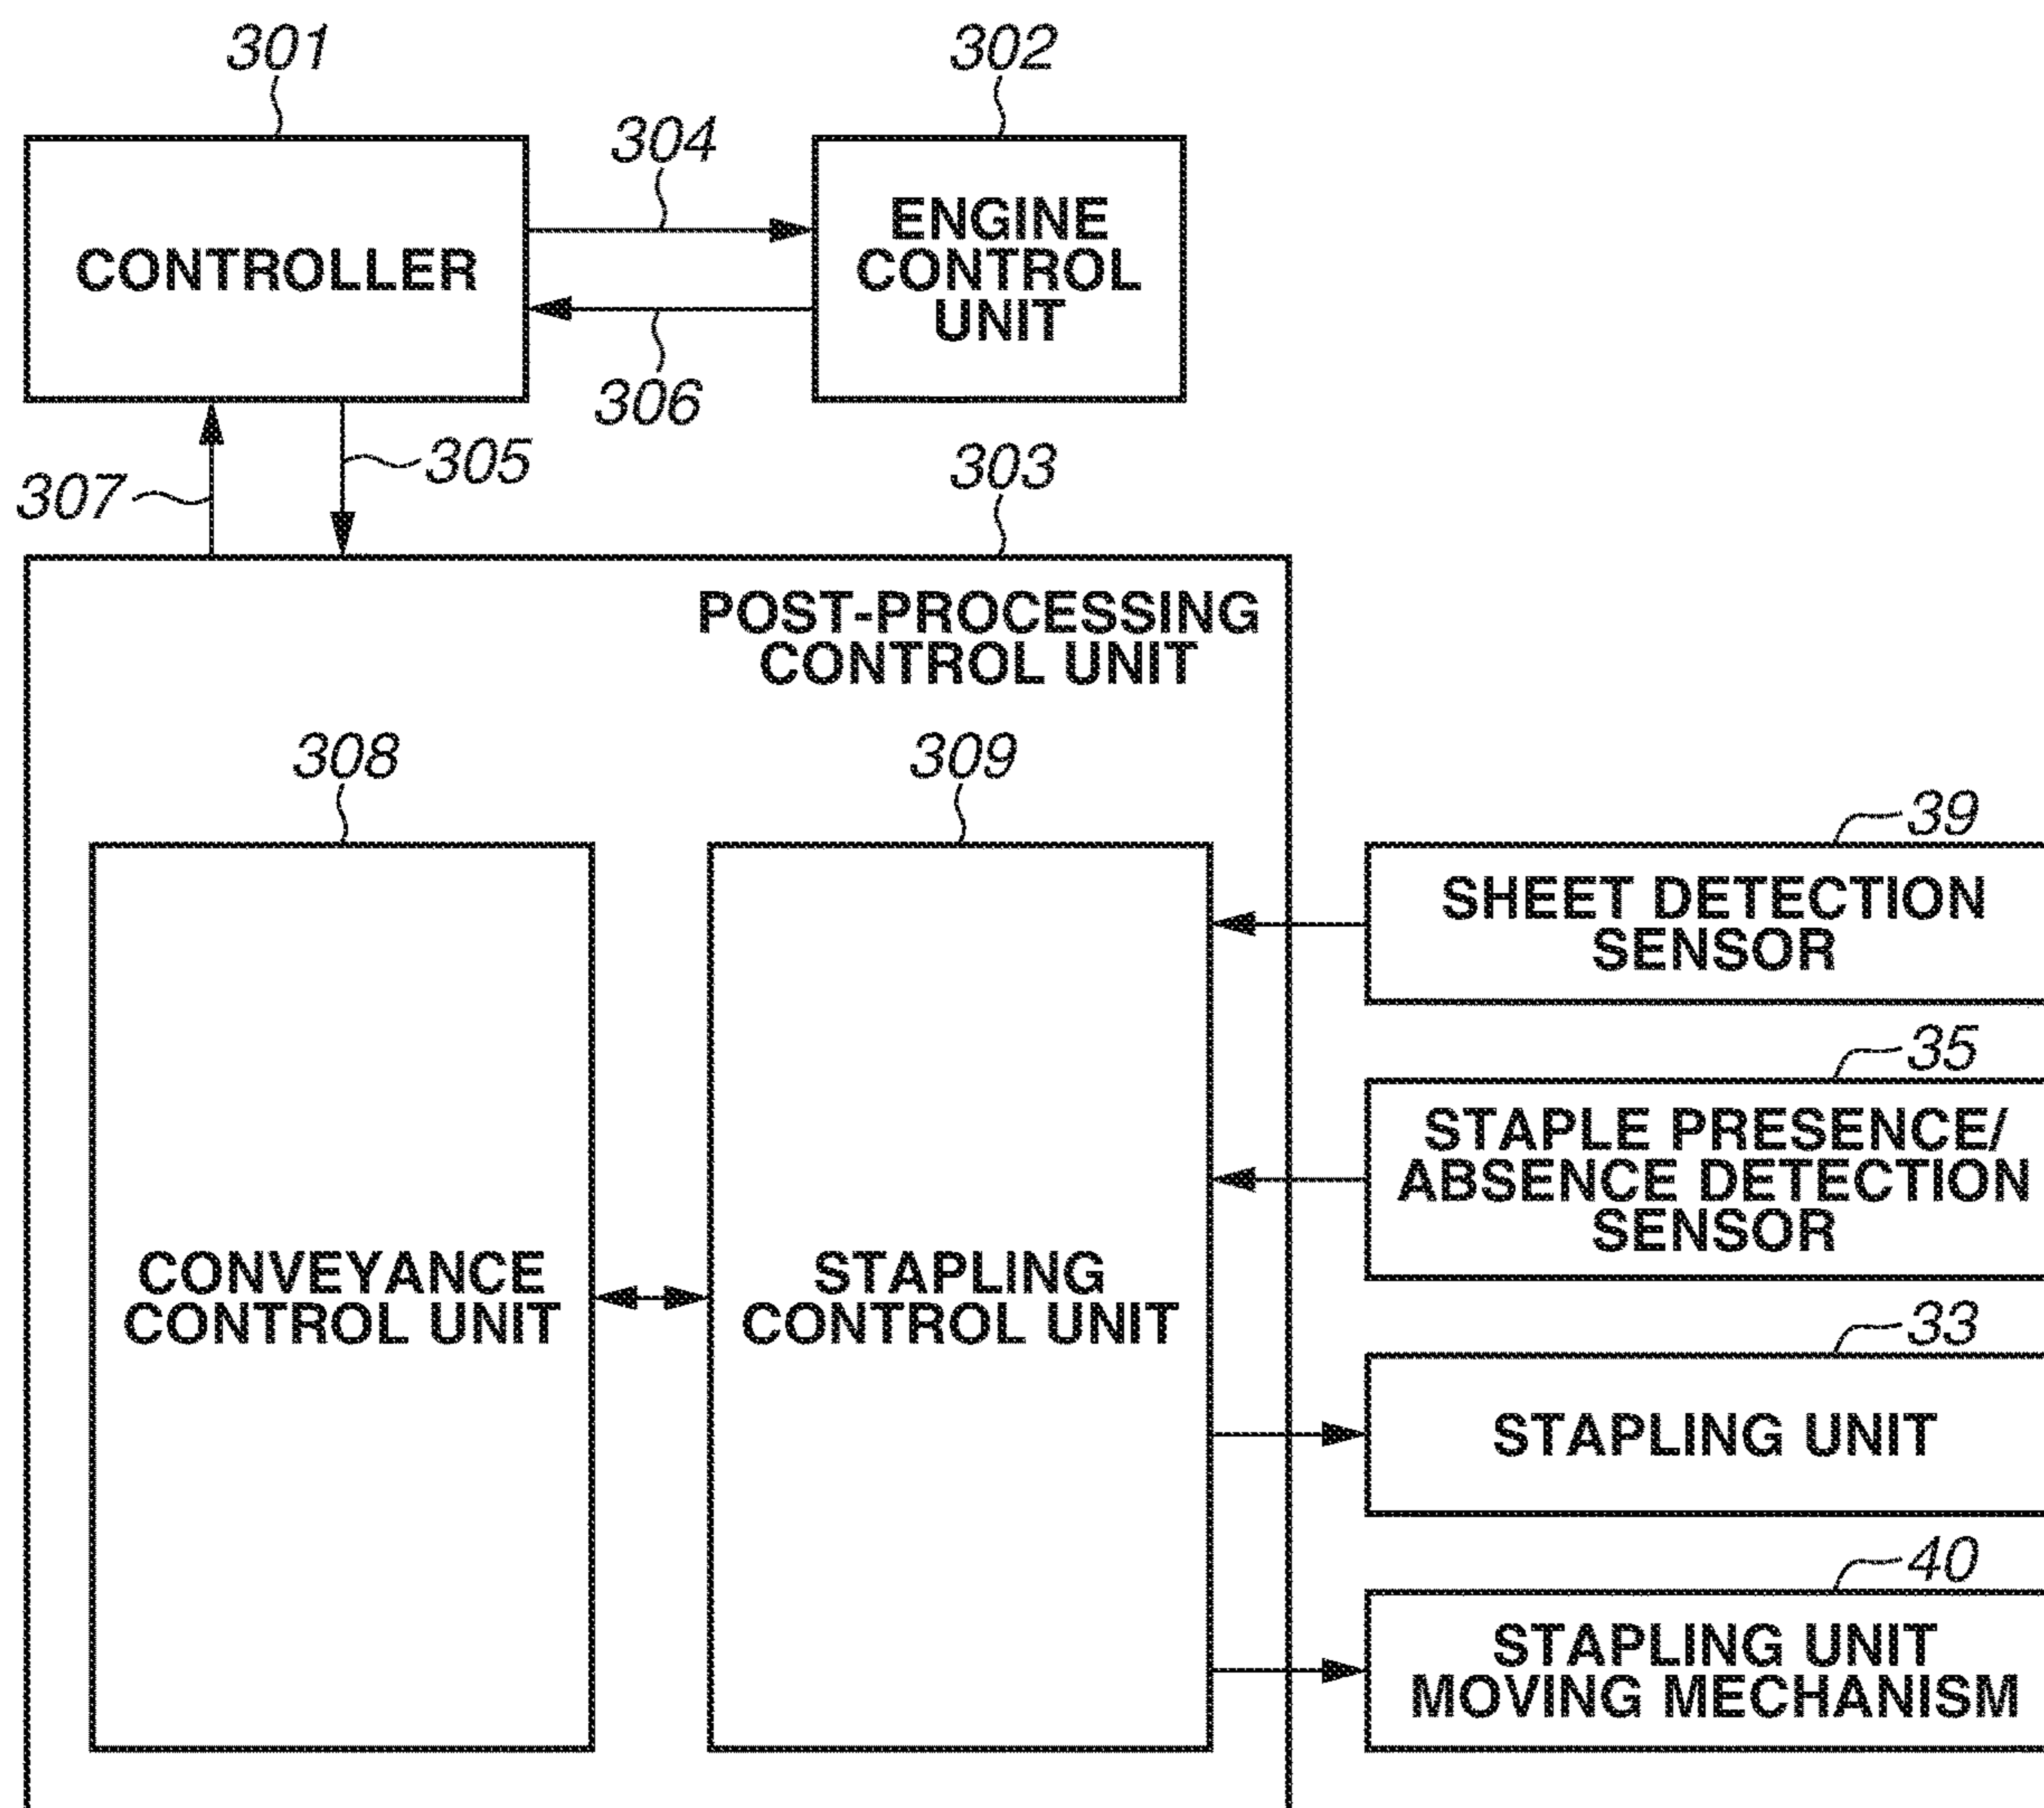 301
302
304
CONTROLLER
ENGINE
CONTROL
UNIT
306
307
305
303
POST-PROCESSING
CONTROL UNIT
308
309
39
SHEET DETECTION
SENSOR
35
STAPLE PRESENCE/
ABSENCE DETECTION
SENSOR
CONVEYANCE
CONTROL UNIT
STAPLING
CONTROL UNIT
33
STAPLING UNIT
40
STAPLING UNIT
MOVING MECHANISM